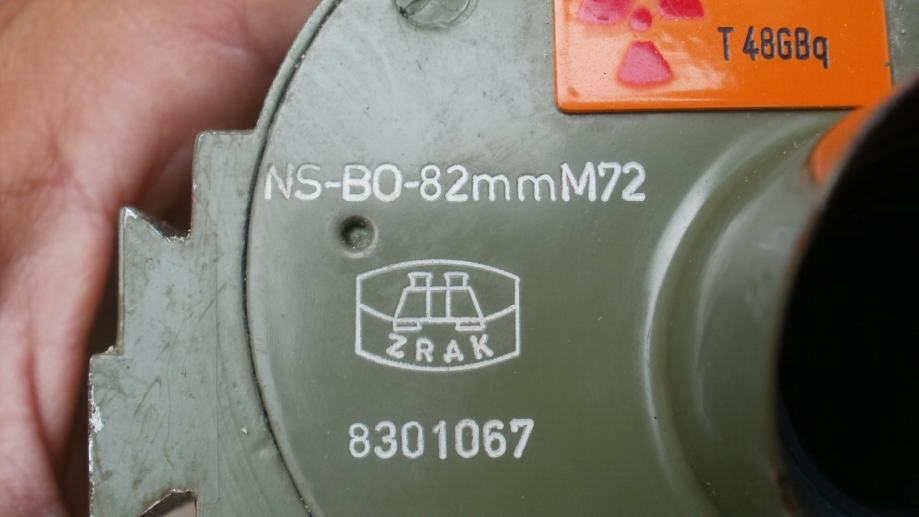 T 48GBq
NS-BO-82mmM72
ZRAK
8301067